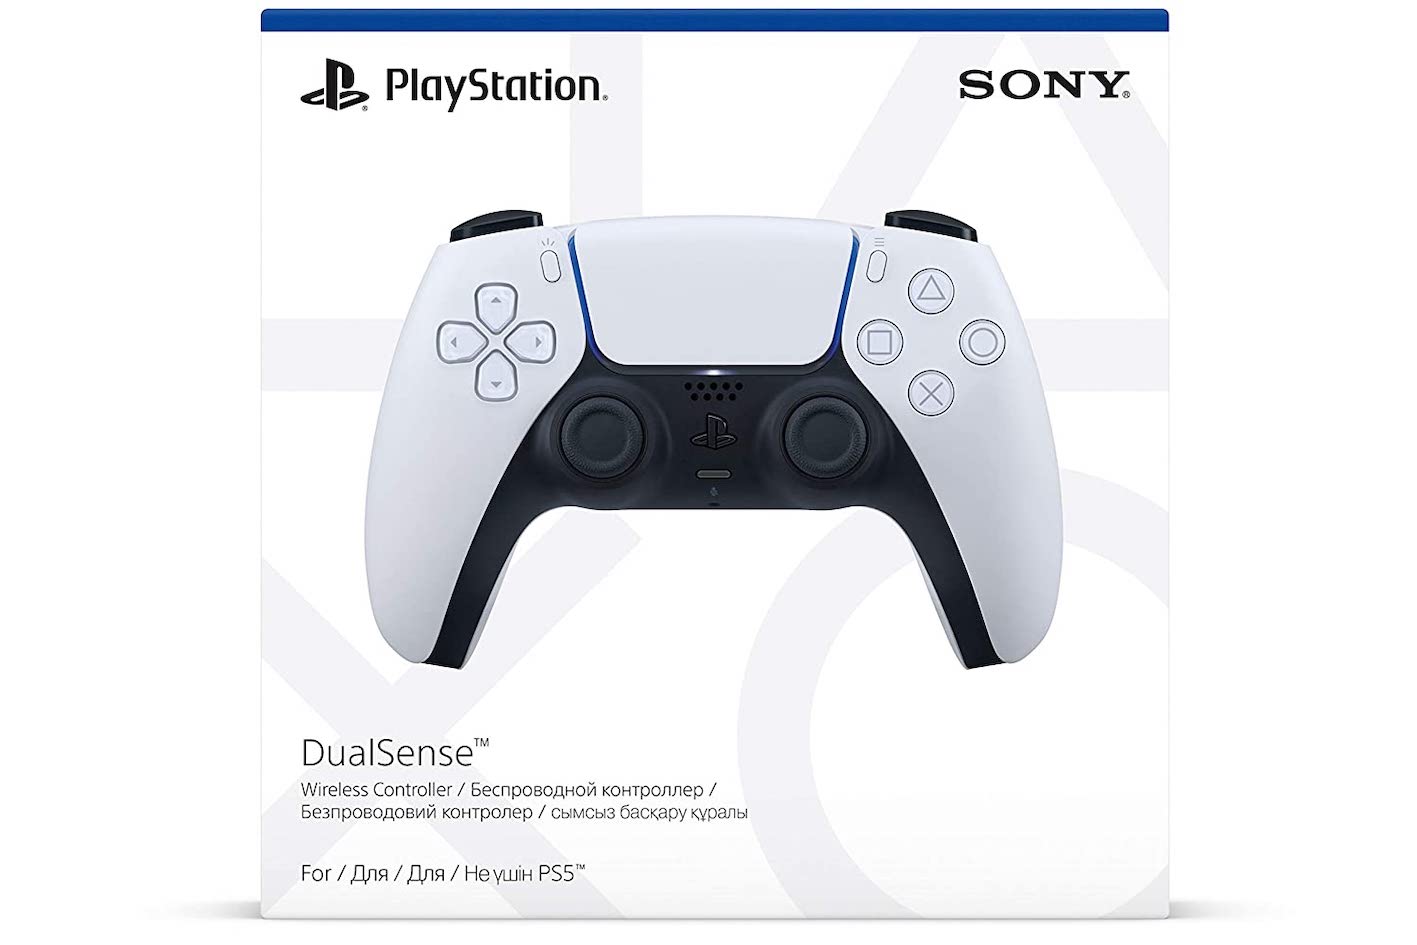 PlayStation®
SONY®
DualSense™
Wireless Controller / Беспроводной контроллер /
Безпроводовий контролер / сымсыз басқару құралы
For / Для / Для / Не үшін PS5™